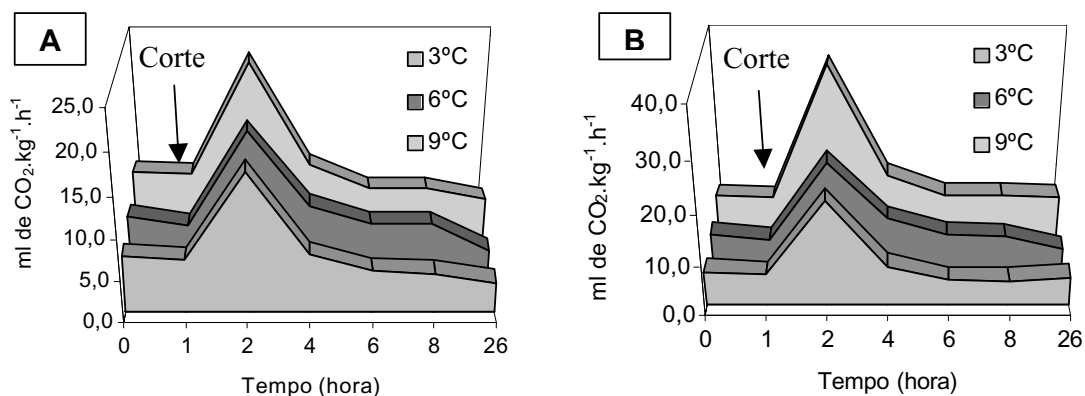 A
Corte
3ºC
6ºC
9ºC
25,0
20,0
15,0
10,0
5,0
0,0
ml de CO₂.kg⁻¹.h⁻¹
0 1 2 4 6 8 26
Tempo (hora)
B
Corte
3ºC
6ºC
9ºC
40,0
30,0
20,0
10,0
0,0
ml de CO₂.kg⁻¹.h⁻¹
0 1 2 4 6 8 26
Tempo (hora)